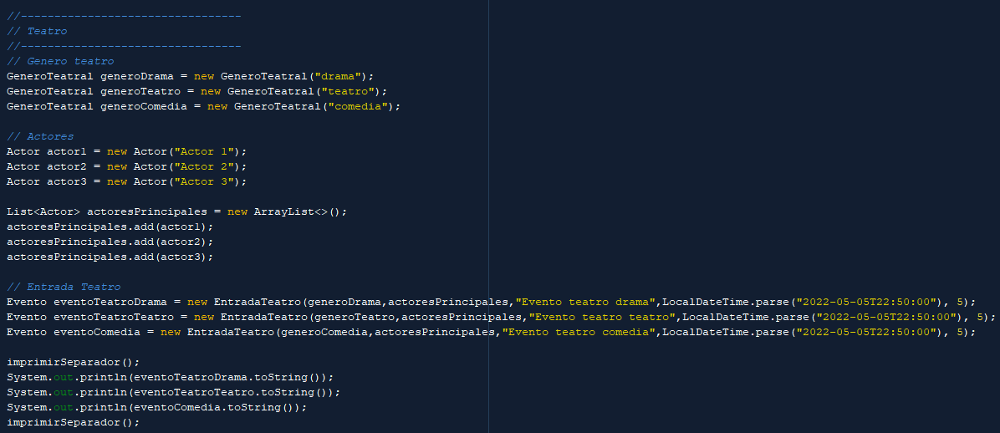 //---------------------------------
// Teatro
//---------------------------------
// Genero teatro
GeneroTeatral generoDrama = new GeneroTeatral("drama");
GeneroTeatral generoTeatro = new GeneroTeatral("teatro");
GeneroTeatral generoComedia = new GeneroTeatral("comedia");
// Actores
Actor actor1 = new Actor("Actor 1");
Actor actor2 = new Actor("Actor 2");
Actor actor3 = new Actor("Actor 3");
List<Actor> actoresPrincipales = new ArrayList<>();
actoresPrincipales.add(actor1);
actoresPrincipales.add(actor2);
actoresPrincipales.add(actor3);
// Entrada Teatro
Evento eventoTeatroDrama = new EntradaTeatro(generoDrama,actoresPrincipales,"Evento teatro drama",LocalDateTime.parse("2022-05-05T22:50:00"), 5);
Evento eventoTeatroTeatro = new EntradaTeatro(generoTeatro,actoresPrincipales,"Evento teatro teatro",LocalDateTime.parse("2022-05-05T22:50:00"), 5);
Evento eventoComedia = new EntradaTeatro(generoComedia,actoresPrincipales,"Evento teatro comedia",LocalDateTime.parse("2022-05-05T22:50:00"), 5);
imprimirSeparador();
System.out.println(eventoTeatroDrama.toString());
System.out.println(eventoTeatroTeatro.toString());
System.out.println(eventoComedia.toString());
imprimirSeparador();